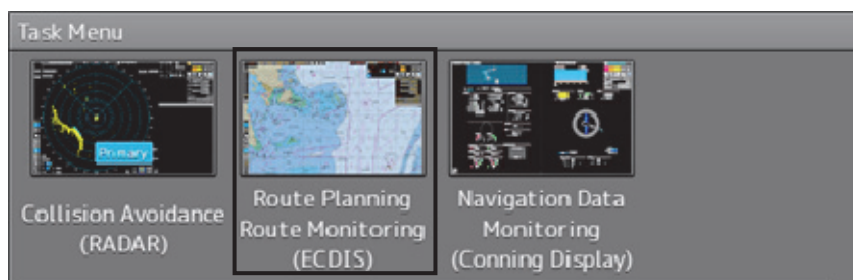 Task Menu
Primary
Collision Avoidance
(RADAR)
Route Planning
Route Monitoring
(ECDIS)
Navigation Data
Monitoring
(Conning Display)